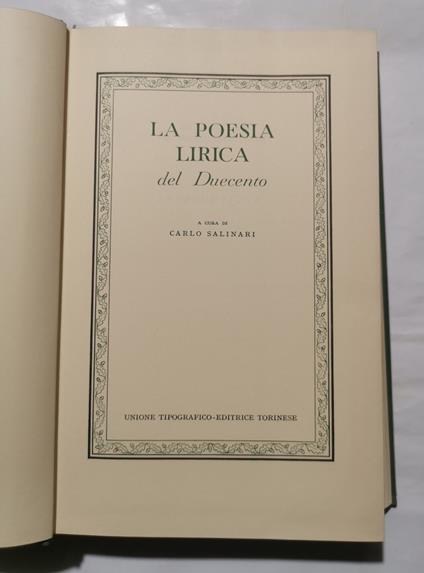 LA POESIA
LIRICA
del Duecento
A CURA DI
CARLO SALINARI
UNIONE TIPOGRAFICO-EDITRICE TORINESE